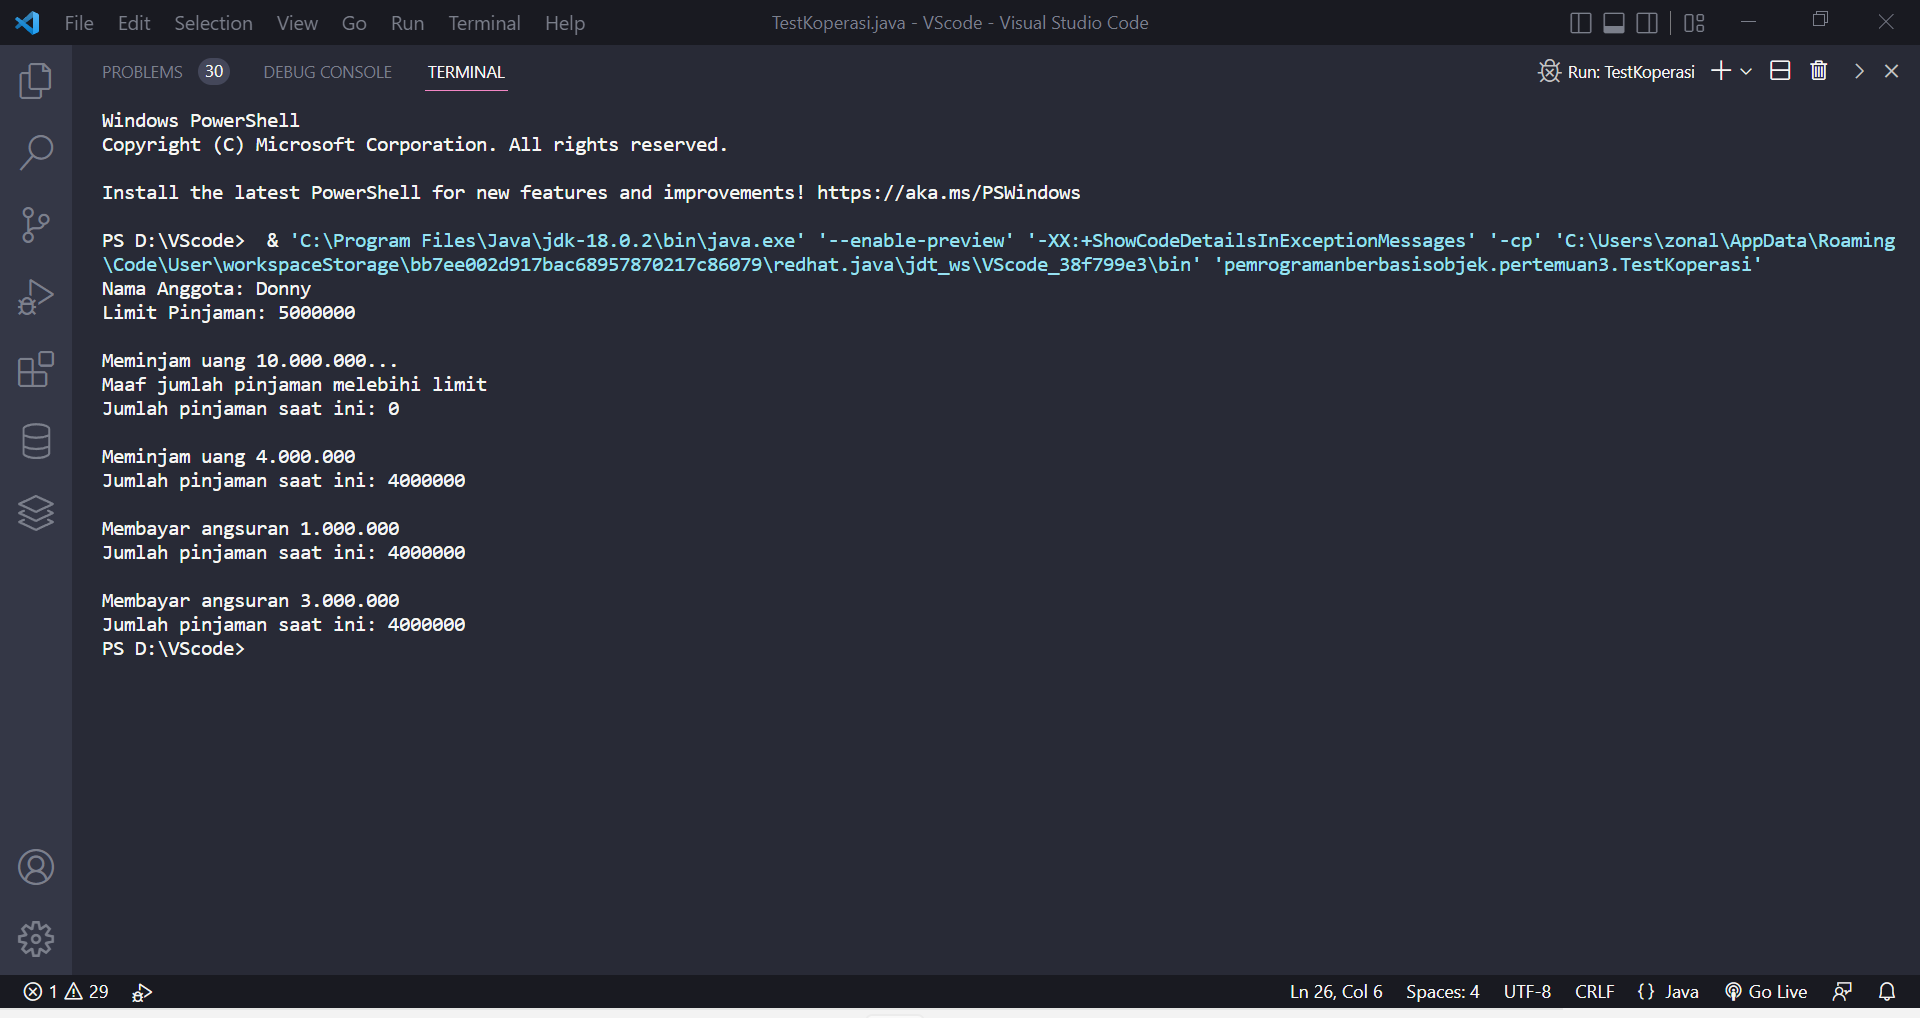 File Edit Selection View Go Run Terminal Help TestKoperasi.java - VScode - Visual Studio Code
PROBLEMS 30 DEBUG CONSOLE TERMINAL Run: TestKoperasi
Windows PowerShell
Copyright (C) Microsoft Corporation. All rights reserved.
Install the latest PowerShell for new features and improvements! https://aka.ms/PSWindows
PS D:\VScode>  & 'C:\Program Files\Java\jdk-18.0.2\bin\java.exe' '--enable-preview' '-XX:+ShowCodeDetailsInExceptionMessages' '-cp' 'C:\Users\zonal\AppData\Roaming
\Code\User\workspaceStorage\bb7ee002d917bac68957870217c86079\redhat.java\jdt_ws\VScode_38f799e3\bin' 'pemrogramanberbasisobjek.pertemuan3.TestKoperasi'
Nama Anggota: Donny
Limit Pinjaman: 5000000
Meminjam uang 10.000.000...
Maaf jumlah pinjaman melebihi limit
Jumlah pinjaman saat ini: 0
Meminjam uang 4.000.000
Jumlah pinjaman saat ini: 4000000
Membayar angsuran 1.000.000
Jumlah pinjaman saat ini: 4000000
Membayar angsuran 3.000.000
Jumlah pinjaman saat ini: 4000000
PS D:\VScode>
1 29 Ln 26, Col 6 Spaces: 4 UTF-8 CRLF {} Java Go Live